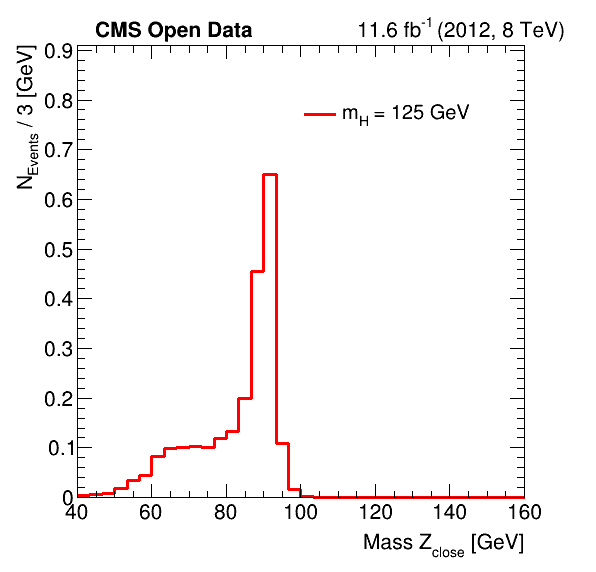 CMS Open Data 11.6 fb⁻¹ (2012, 8 TeV)
N_Events / 3 [GeV]
m_H = 125 GeV
0.9
0.8
0.7
0.6
0.5
0.4
0.3
0.2
0.1
0
40 60 80 100 120 140 160
Mass Z_close [GeV]